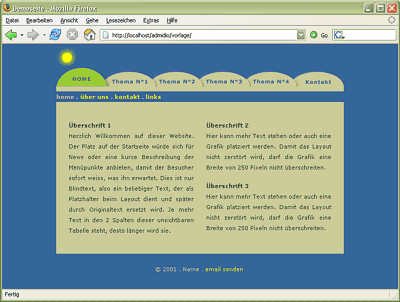 Demoseite - Mozilla Firefox
Datei Bearbeiten Ansicht Gehe Lesezeichen Extras Hilfe
http://localhost/admidio/vorlage/ Go
HOME Thema N°1 Thema N°2 Thema N°3 Thema N°4 Kontakt
home . über uns . kontakt . links
Überschrift 1
Herzlich Willkommen auf dieser Website.
Der Platz auf der Startseite würde sich für
News oder eine kurze Beschreibung der
Menüpunkte anbieten, damit der Besucher
sofort weiss, was ihn erwartet. Dies ist nur
Blindtext, also ein beliebiger Text, der als
Platzhalter beim Layout dient und später
durch Originaltext ersetzt wird. Je mehr
Text in den 2 Spalten dieser unsichtbaren
Tabelle steht, desto länger wird sie.
Überschrift 2
Hier kann mehr Text stehen oder auch eine
Grafik platziert werden. Damit das Layout
nicht zerstört wird, darf die Grafik eine
Breite von 250 Pixeln nicht überschreiten.
Überschrift 3
Hier kann mehr Text stehen oder auch eine
Grafik platziert werden. Damit das Layout
nicht zerstört wird, darf die Grafik eine
Breite von 250 Pixeln nicht überschreiten.
© 2001 . Name . email senden
Fertig